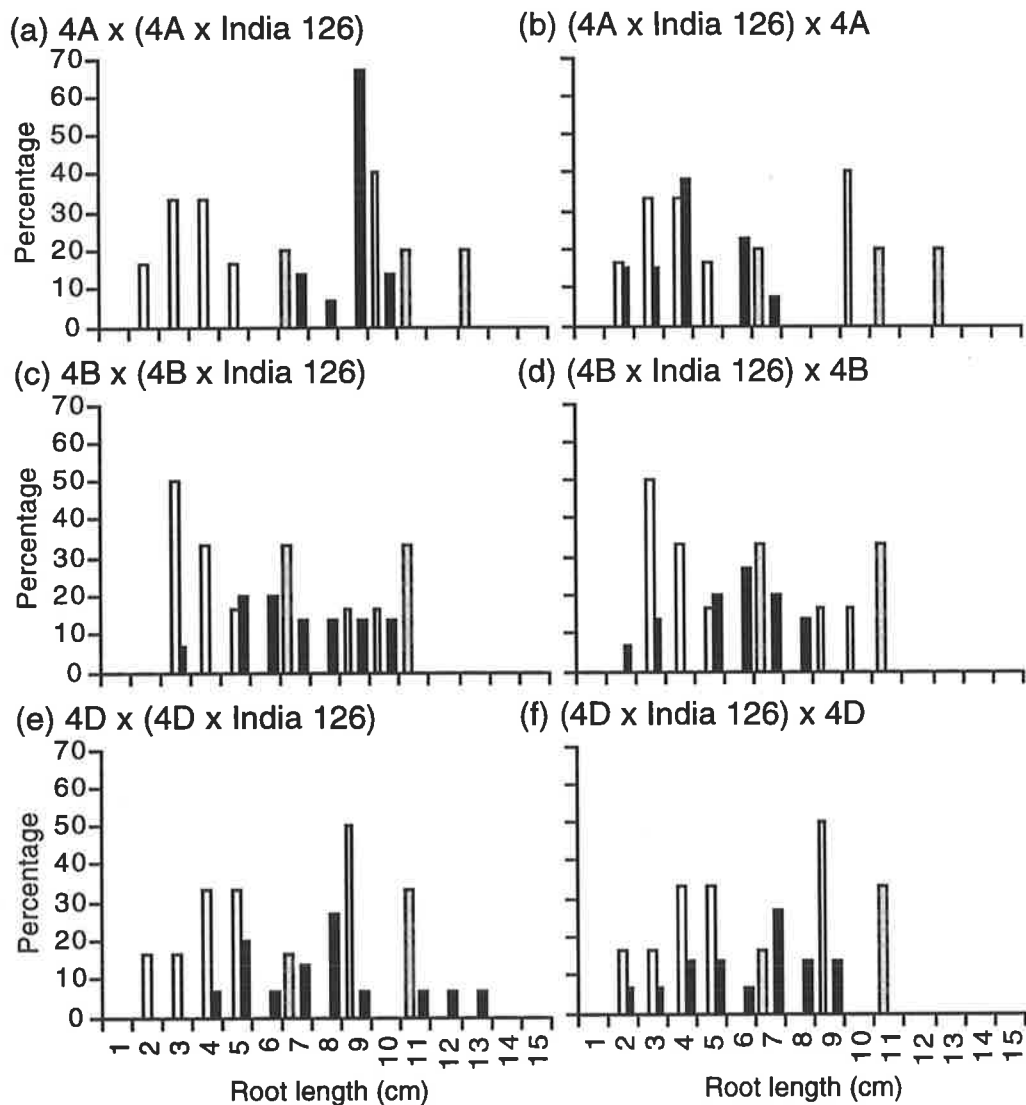 (a) 4A x (4A x India 126)
(b) (4A x India 126) x 4A
70
60
50
40
30
20
10
0
Percentage
(c) 4B x (4B x India 126)
(d) (4B x India 126) x 4B
70
60
50
40
30
20
10
0
Percentage
(e) 4D x (4D x India 126)
(f) (4D x India 126) x 4D
70
60
50
40
30
20
10
0
Percentage
1 2 3 4 5 6 7 8 9 10 11 12 13 14 15
1 2 3 4 5 6 7 8 9 10 11 12 13 14 15
Root length (cm)
Root length (cm)